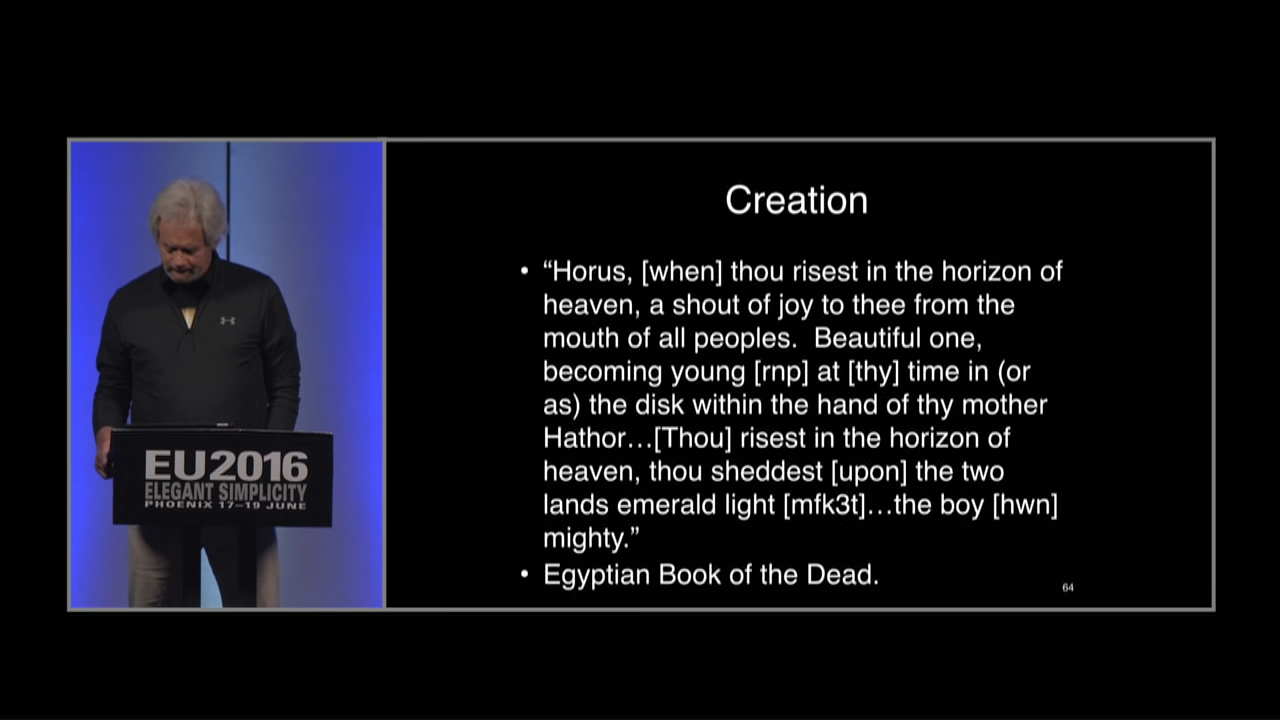 EU2016
ELEGANT SIMPLICITY
PHOENIX 17–19 JUNE
Creation
• “Horus, [when] thou risest in the horizon of
heaven, a shout of joy to thee from the
mouth of all peoples.  Beautiful one,
becoming young [rnp] at [thy] time in (or
as) the disk within the hand of thy mother
Hathor…[Thou] risest in the horizon of
heaven, thou sheddest [upon] the two
lands emerald light [mfk3t]…the boy [hwn]
mighty.”
• Egyptian Book of the Dead.
64